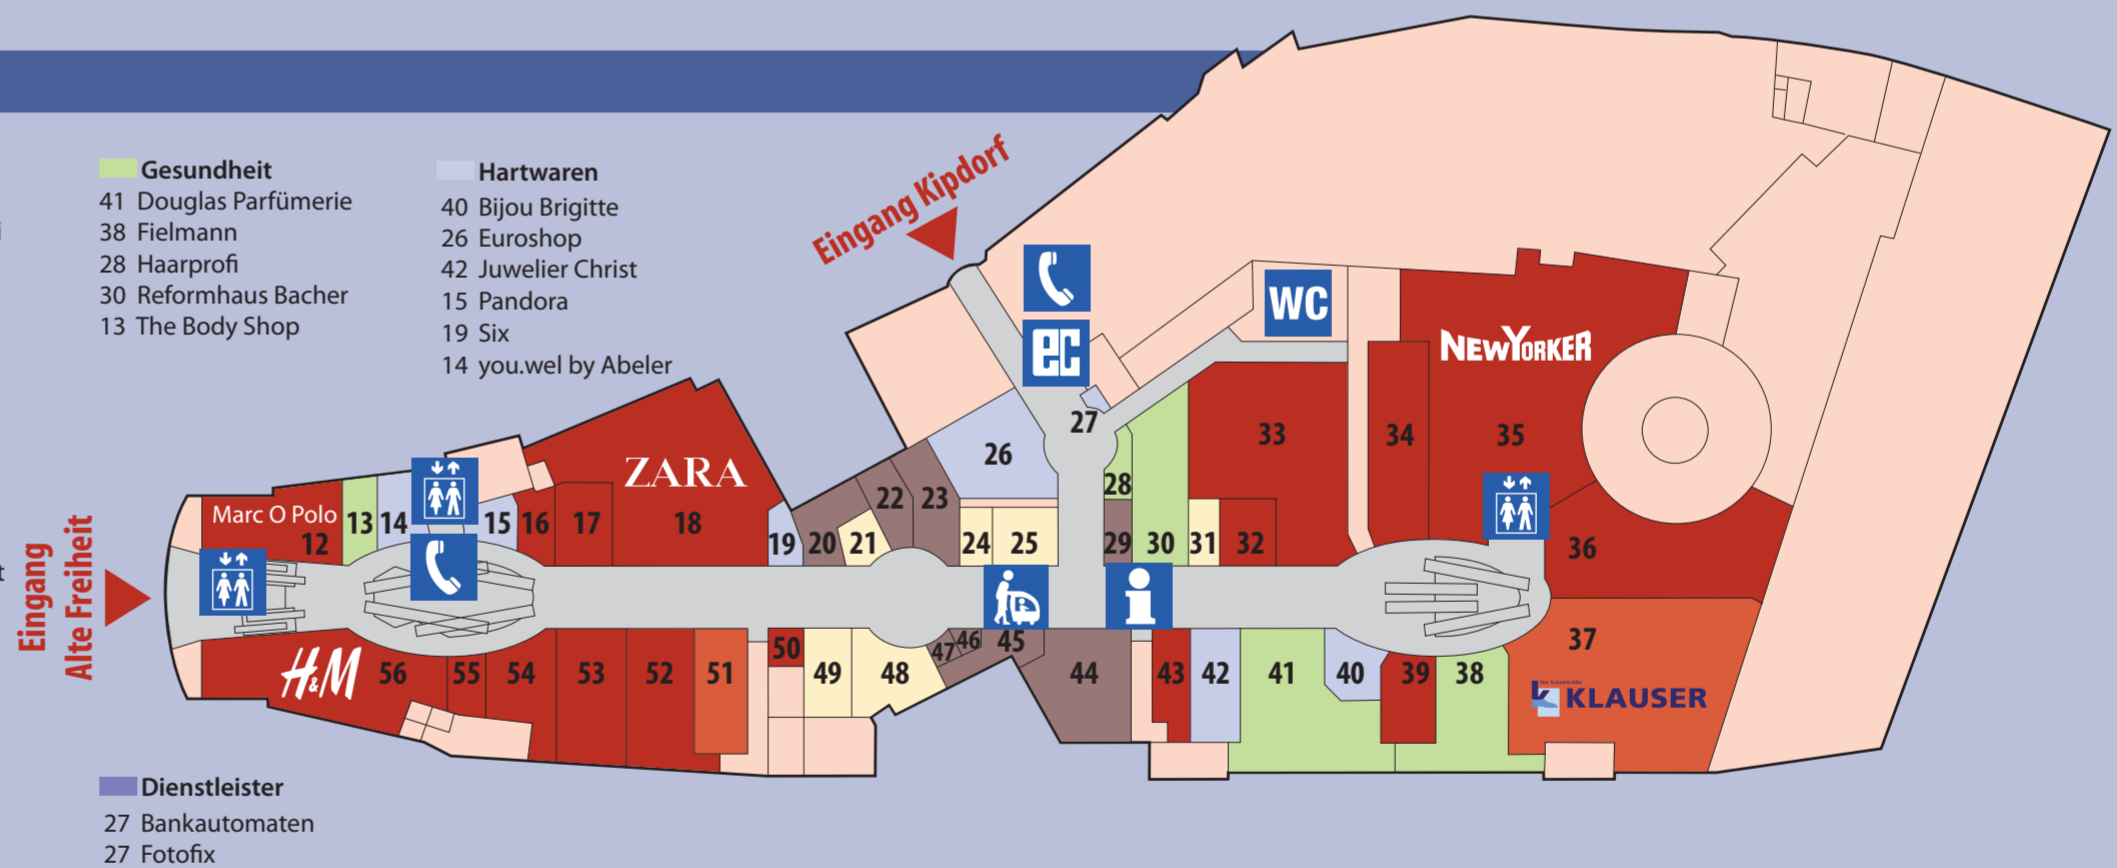 Gesundheit
41 Douglas Parfümerie
38 Fielmann
28 Haarprofi
30 Reformhaus Bacher
13 The Body Shop
Hartwaren
40 Bijou Brigitte
26 Euroshop
42 Juwelier Christ
15 Pandora
19 Six
14 you.wel by Abeler
Eingang Kipdorf
ec
WC
NEWYORKER
27
33
34
35
26
ZARA
28
22
23
Marc O Polo
12
13
14
15
16
17
18
19
20
21
24
25
29
30
31
32
36
Eingang
Alte Freiheit
i
H&M
56
55
54
53
52
51
50
49
48
47
46
45
44
43
42
41
40
39
38
37
KLAUSER
Dienstleister
27 Bankautomaten
27 Fotofix